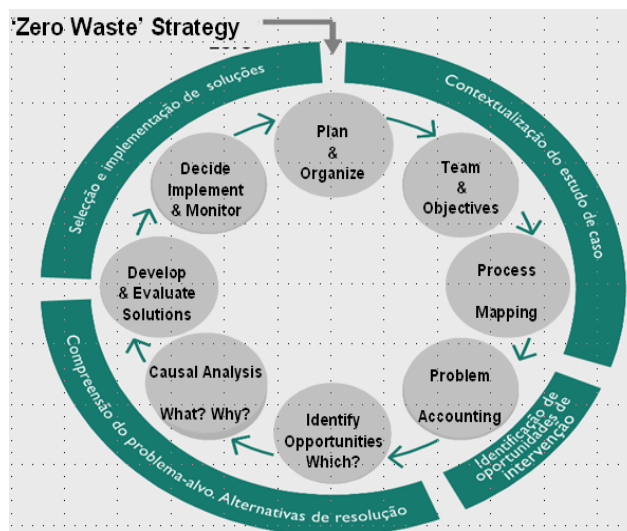 'Zero Waste' Strategy
Plan
&
Organize
Team
&
Objectives
Process
Mapping
Problem
Accounting
Identify
Opportunities
Which?
Causal Analysis
What? Why?
Develop
& Evaluate
Solutions
Decide
Implement
& Monitor
Contextualização do estudo de caso
Identificação de
oportunidades de
intervenção
Compreensão do problema-alvo. Alternativas de resolução
Selecção e implementação de soluções